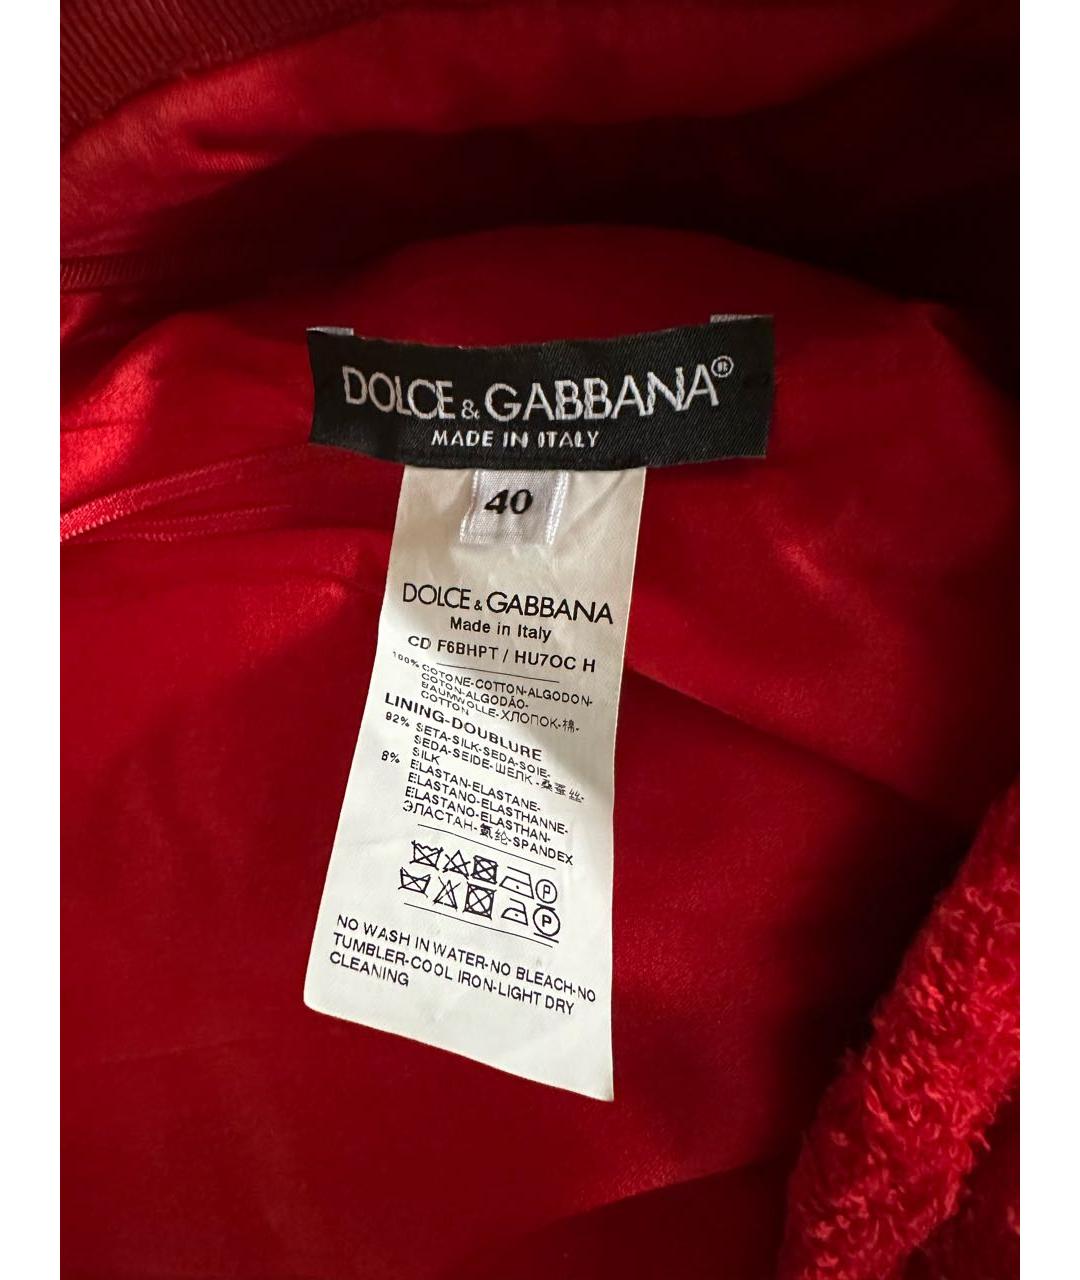 DOLCE & GABBANA®
MADE IN ITALY
40
DOLCE & GABBANA
Made in Italy
CD F6BHPT / HU7OC H
100% COTONE-COTTON-ALGODON-
COTON-ALGODÃO-
BAUMWOLLE-ХЛОПОК-棉-
COTTON
LINING-DOUBLURE
92% SETA-SILK-SEDA-SOIE-
SEDA-SEIDE-ШЕЛК-桑蚕丝-
SILK
8% ELASTAN-ELASTANE-
ELASTANO-ELASTHANNE-
ELASTANO-ELASTHAN-
ЭЛАСТАН-氨纶-SPANDEX
P
P
NO WASH IN WATER-NO BLEACH-NO
TUMBLER-COOL IRON-LIGHT DRY
CLEANING